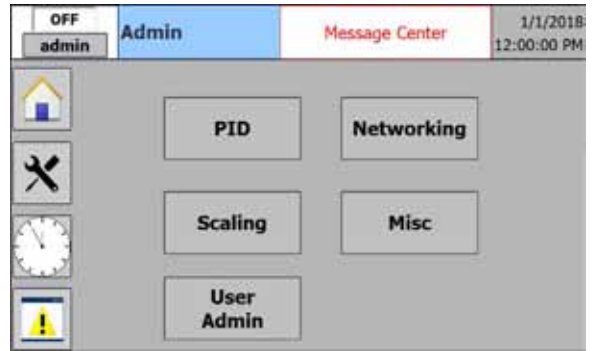 OFF
admin
Admin
Message Center
1/1/2018
12:00:00 PM
PID
Networking
Scaling
Misc
User
Admin